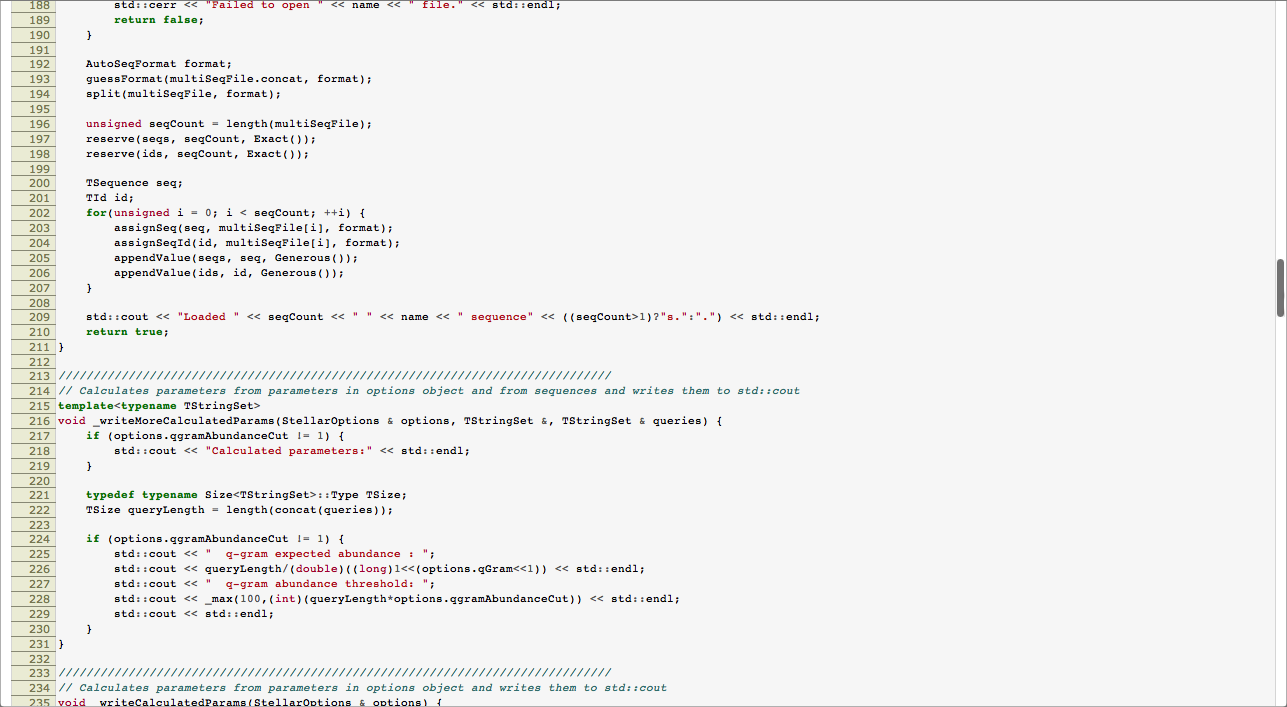 188         std::cerr << "Failed to open " << name << " file." << std::endl;
189         return false;
190     }
191
192     AutoSeqFormat format;
193     guessFormat(multiSeqFile.concat, format);
194     split(multiSeqFile, format);
195
196     unsigned seqCount = length(multiSeqFile);
197     reserve(seqs, seqCount, Exact());
198     reserve(ids, seqCount, Exact());
199
200     TSequence seq;
201     TId id;
202     for(unsigned i = 0; i < seqCount; ++i) {
203         assignSeq(seq, multiSeqFile[i], format);
204         assignSeqId(id, multiSeqFile[i], format);
205         appendValue(seqs, seq, Generous());
206         appendValue(ids, id, Generous());
207     }
208
209     std::cout << "Loaded " << seqCount << " " << name << " sequence" << ((seqCount>1)?"s.":".") << std::endl;
210     return true;
211 }
212
213 ///////////////////////////////////////////////////////////////////////////////
214 // Calculates parameters from parameters in options object and from sequences and writes them to std::cout
215 template<typename TStringSet>
216 void _writeMoreCalculatedParams(StellarOptions & options, TStringSet &, TStringSet & queries) {
217     if (options.qgramAbundanceCut != 1) {
218         std::cout << "Calculated parameters:" << std::endl;
219     }
220
221     typedef typename Size<TStringSet>::Type TSize;
222     TSize queryLength = length(concat(queries));
223
224     if (options.qgramAbundanceCut != 1) {
225         std::cout << "  q-gram expected abundance : ";
226         std::cout << queryLength/(double)((long)1<<(options.qGram<<1)) << std::endl;
227         std::cout << "  q-gram abundance threshold: ";
228         std::cout << _max(100,(int)(queryLength*options.qgramAbundanceCut)) << std::endl;
229         std::cout << std::endl;
230     }
231 }
232
233 ///////////////////////////////////////////////////////////////////////////////
234 // Calculates parameters from parameters in options object and writes them to std::cout
235 void _writeCalculatedParams(StellarOptions & options) {